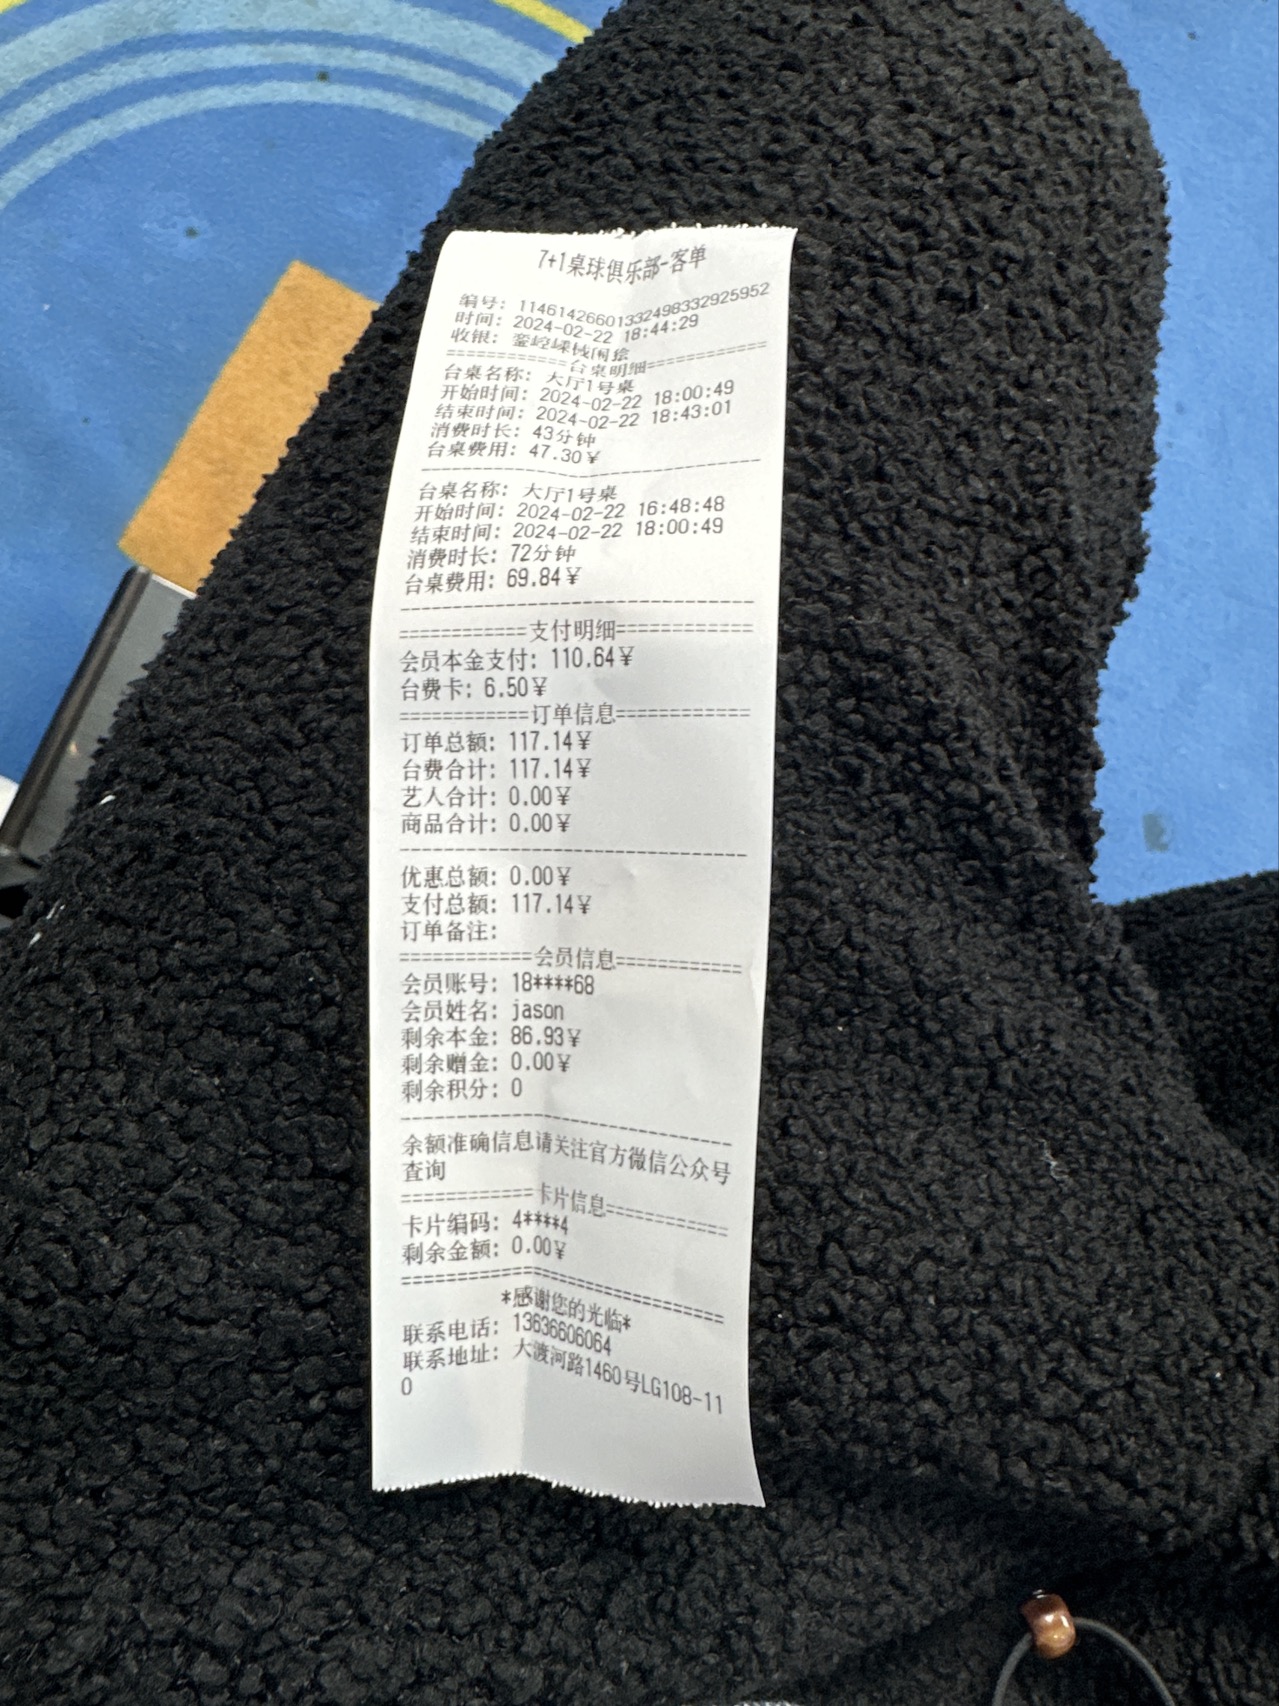 7+1桌球俱乐部-客单
编号: 1146142660133249833292592
时间: 2024-02-22 18:44:29
收银:
===========台桌明细===========
台桌名称: 大厅1号桌
开始时间: 2024-02-22 18:00:49
结束时间: 2024-02-22 18:43:01
消费时长: 43分钟
台桌费用: 47.30¥
------------------------------
台桌名称: 大厅1号桌
开始时间: 2024-02-22 16:48:48
结束时间: 2024-02-22 18:00:49
消费时长: 72分钟
台桌费用: 69.84¥
------------------------------
===========支付明细===========
会员本金支付: 110.64¥
台费卡: 6.50¥
===========订单信息===========
订单总额: 117.14¥
台费合计: 117.14¥
艺人合计: 0.00¥
商品合计: 0.00¥
------------------------------
优惠总额: 0.00¥
支付总额: 117.14¥
订单备注:
===========会员信息===========
会员账号: 18****68
会员姓名: jason
剩余本金: 86.93¥
剩余赠金: 0.00¥
剩余积分: 0
------------------------------
余额准确信息请关注官方微信公众号
查询
===========卡片信息===========
卡片编码: 4****4
剩余金额: 0.00¥
==============================
*感谢您的光临*
联系电话: 13636606064
联系地址: 大渡河路1460号LG108-11
0